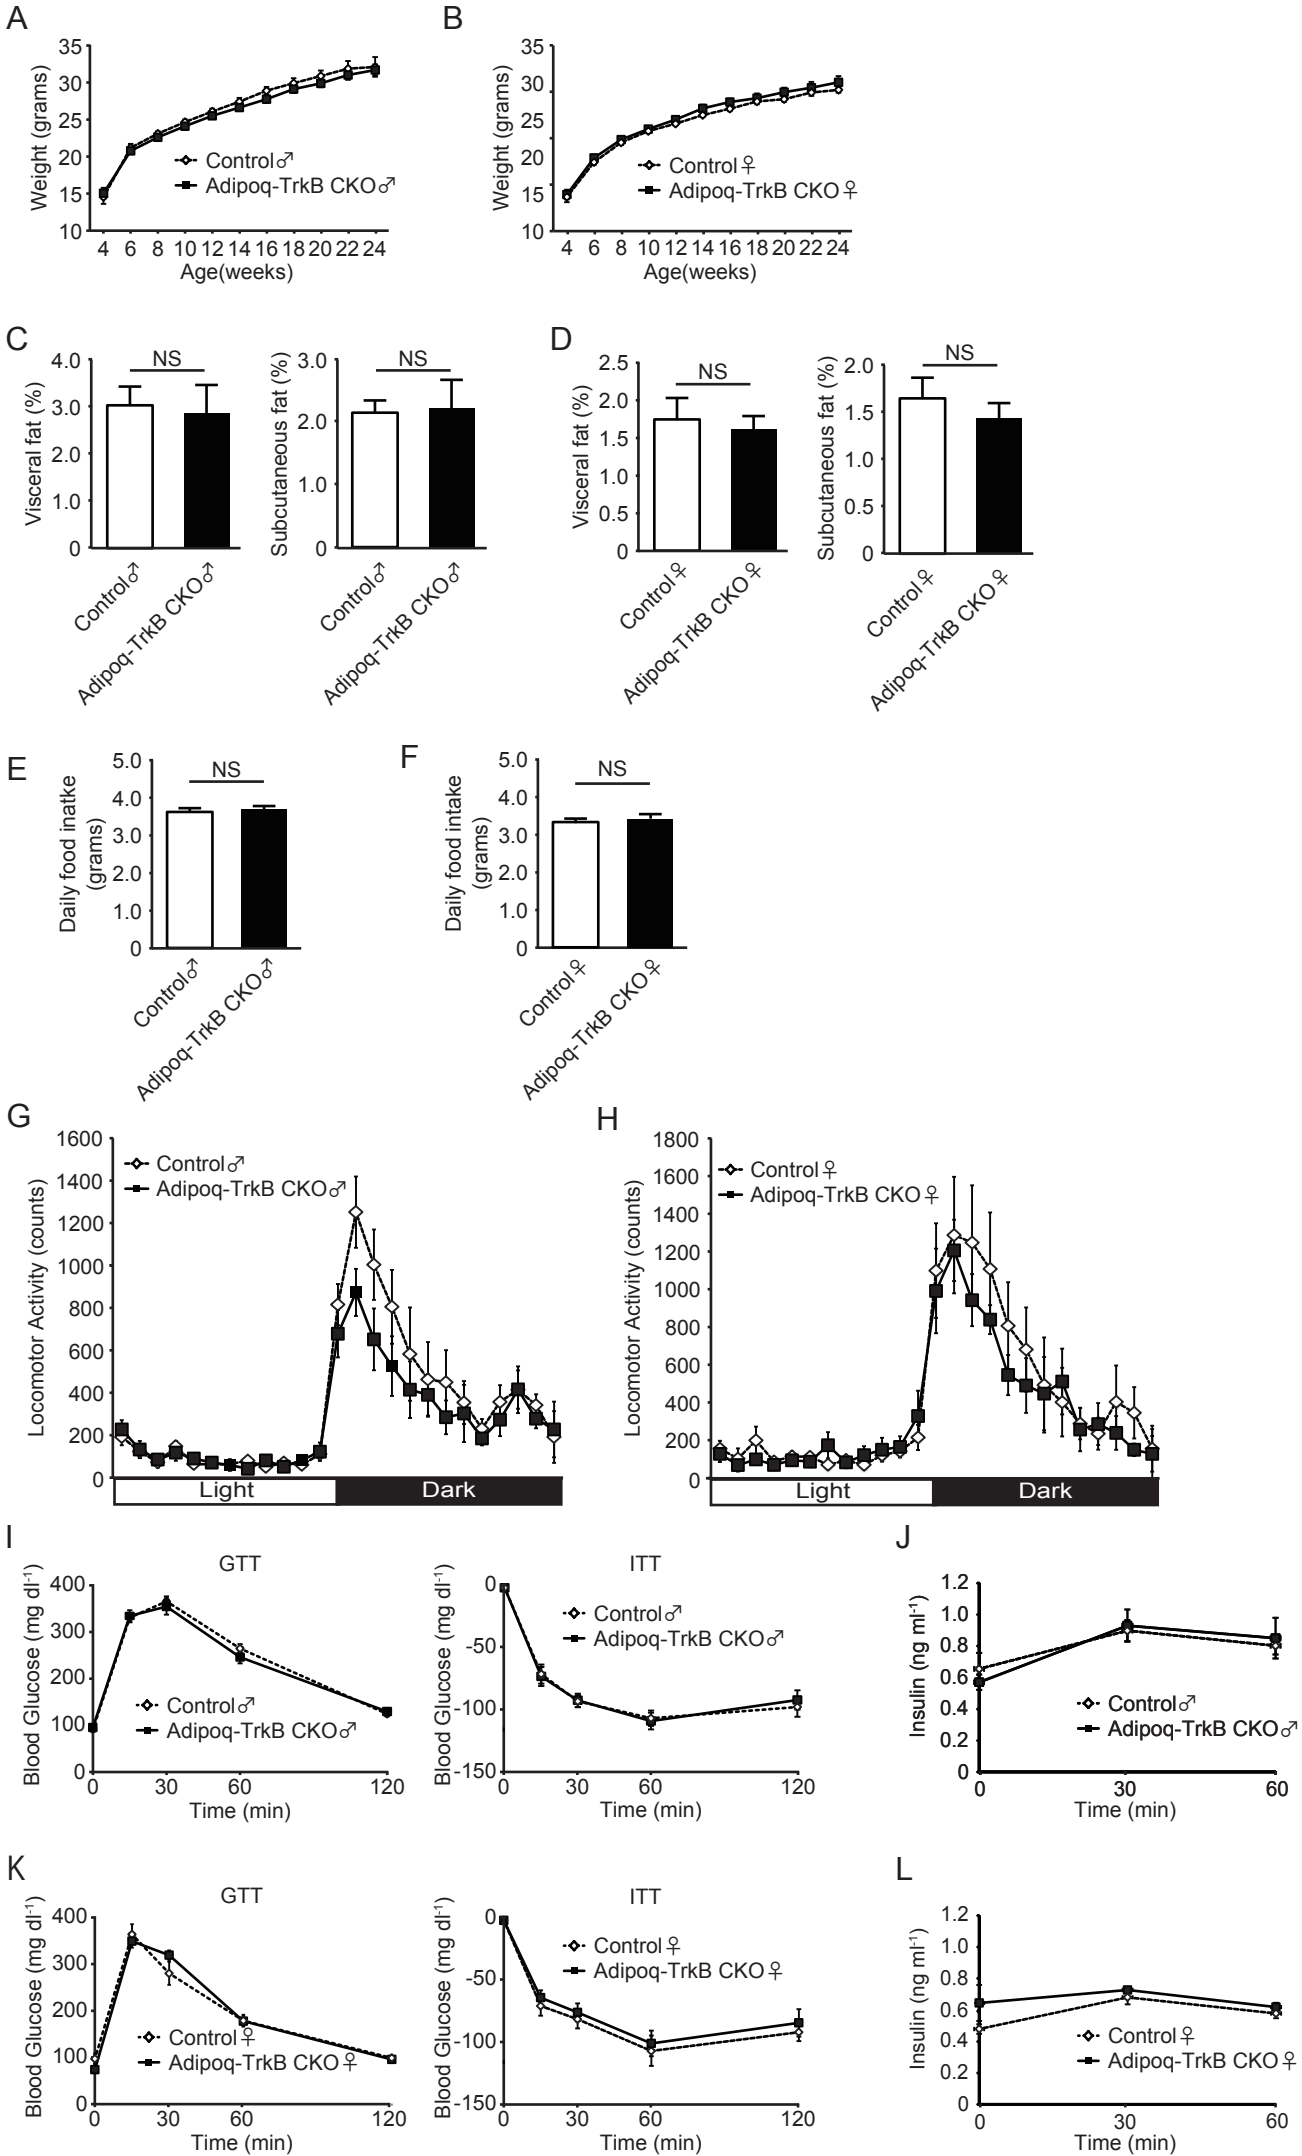 A
B
Weight (grams)
35
30
25
20
15
10
Control♂
Adipoq-TrkB CKO♂
4 6 8 10 12 14 16 18 20 22 24
Age(weeks)
Weight (grams)
35
30
25
20
15
10
Control♀
Adipoq-TrkB CKO♀
4 6 8 10 12 14 16 18 20 22 24
Age(weeks)
C
Visceral fat (%)
4.0
3.0
2.0
1.0
0
NS
Control♂
Adipoq-TrkB CKO♂
Subcutaneous fat (%)
3.0
2.0
1.0
0
NS
Control♂
Adipoq-TrkB CKO♂
D
Visceral fat (%)
2.5
2.0
1.5
1.0
0.5
0
NS
Control♀
Adipoq-TrkB CKO♀
Subcutaneous fat (%)
2.0
1.5
1.0
0.5
0
NS
Control♀
Adipoq-TrkB CKO♀
E
Daily food inatke
(grams)
5.0
4.0
3.0
2.0
1.0
0
NS
Control♂
Adipoq-TrkB CKO♂
F
Daily food intake
(grams)
5.0
4.0
3.0
2.0
1.0
0
NS
Control♀
Adipoq-TrkB CKO♀
G
Locomotor Activity (counts)
1600
1400
1200
1000
800
600
400
200
0
Control♂
Adipoq-TrkB CKO♂
Light
Dark
H
Locomotor Activity (counts)
1800
1600
1400
1200
1000
800
600
400
200
0
Control♀
Adipoq-TrkB CKO♀
Light
Dark
I
GTT
Blood Glucose (mg dl-1)
400
300
200
100
0
Control♂
Adipoq-TrkB CKO♂
0 30 60 120
Time (min)
ITT
Blood Glucose (mg dl-1)
0
-50
-100
-150
Control♂
Adipoq-TrkB CKO♂
0 30 60 120
Time (min)
J
Insulin (ng ml-1)
1.2
1.0
0.8
0.6
0.4
0.2
0
Control♂
Adipoq-TrkB CKO♂
0 30 60
Time (min)
K
GTT
Blood Glucose (mg dl-1)
400
300
200
100
0
Control♀
Adipoq-TrkB CKO♀
0 30 60 120
Time (min)
ITT
Blood Glucose (mg dl-1)
0
-50
-100
-150
Control♀
Adipoq-TrkB CKO♀
0 30 60 120
Time (min)
L
Insulin (ng ml-1)
1.2
1.0
0.8
0.6
0.4
0.2
0
Control♀
Adipoq-TrkB CKO♀
0 30 60
Time (min)